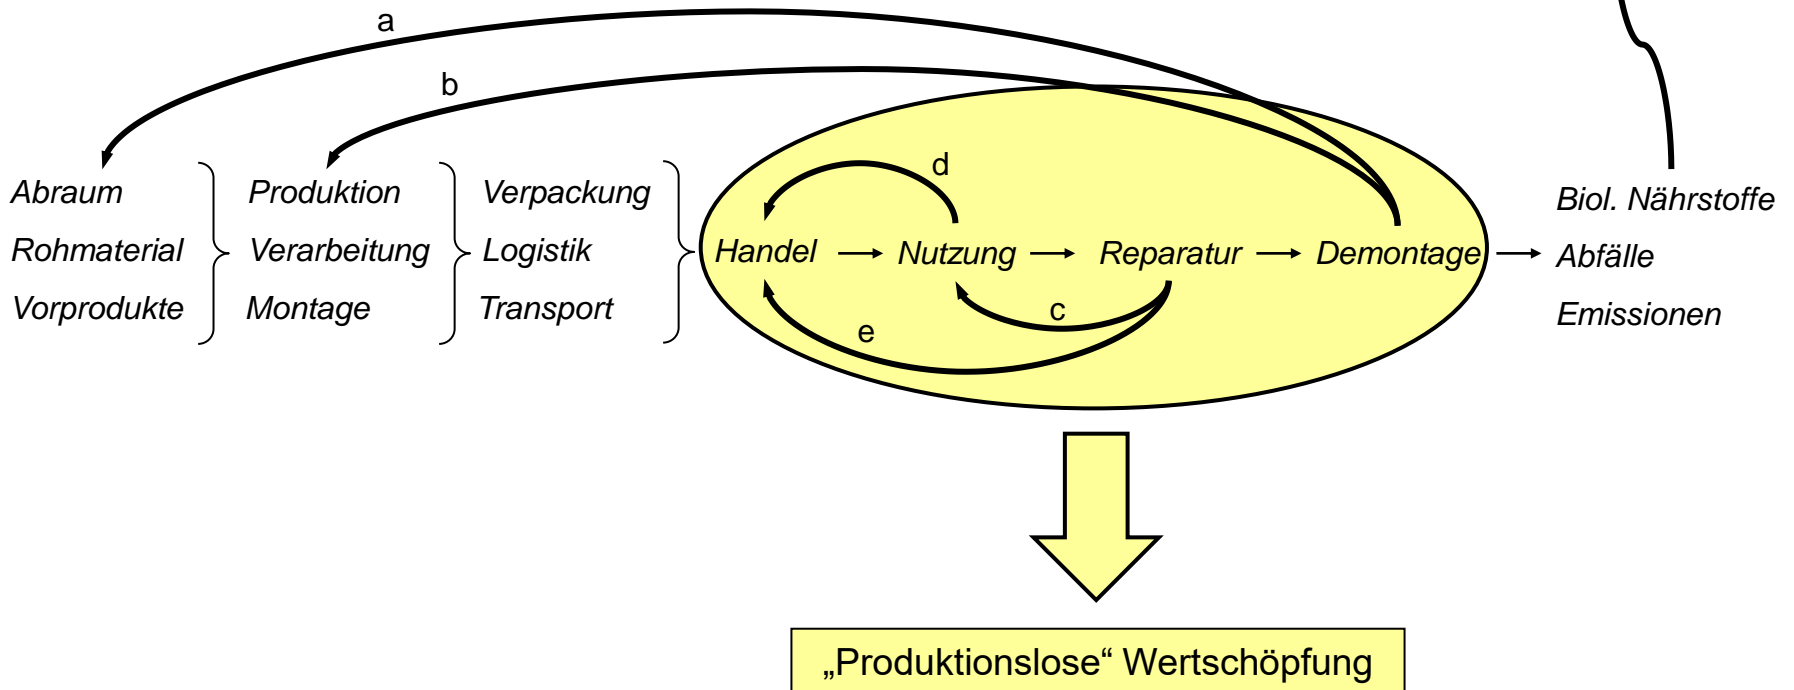 a
b
d
Abraum
Produktion
Verpackung
Biol. Nährstoffe
Rohmaterial
Verarbeitung
Logistik
Handel
Nutzung
Reparatur
Demontage
Abfälle
Vorprodukte
Montage
Transport
c
e
Emissionen
„Produktionslose“ Wertschöpfung